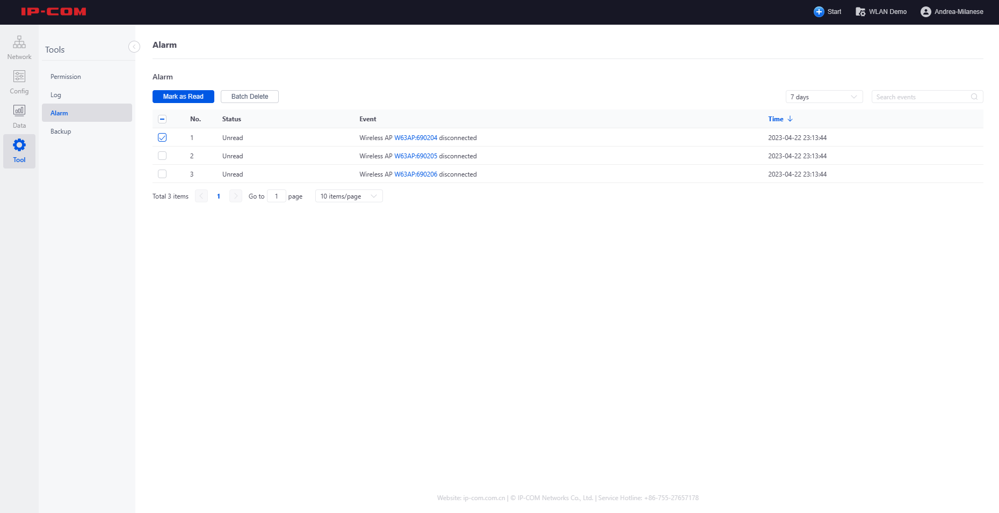 IP-COM
Start WLAN Demo Andrea-Milanese
Network
Config
Data
Tool
Tools
Permission
Log
Alarm
Backup
Alarm
Alarm
Mark as Read Batch Delete 7 days Search events
No. Status Event Time
1 Unread Wireless AP W63AP:690204 disconnected 2023-04-22 23:13:44
2 Unread Wireless AP W63AP:690205 disconnected 2023-04-22 23:13:44
3 Unread Wireless AP W63AP:690206 disconnected 2023-04-22 23:13:44
Total 3 items 1 Go to 1 page 10 items/page
Website: ip-com.com.cn | © IP-COM Networks Co., Ltd. | Service Hotline: +86-755-27657178